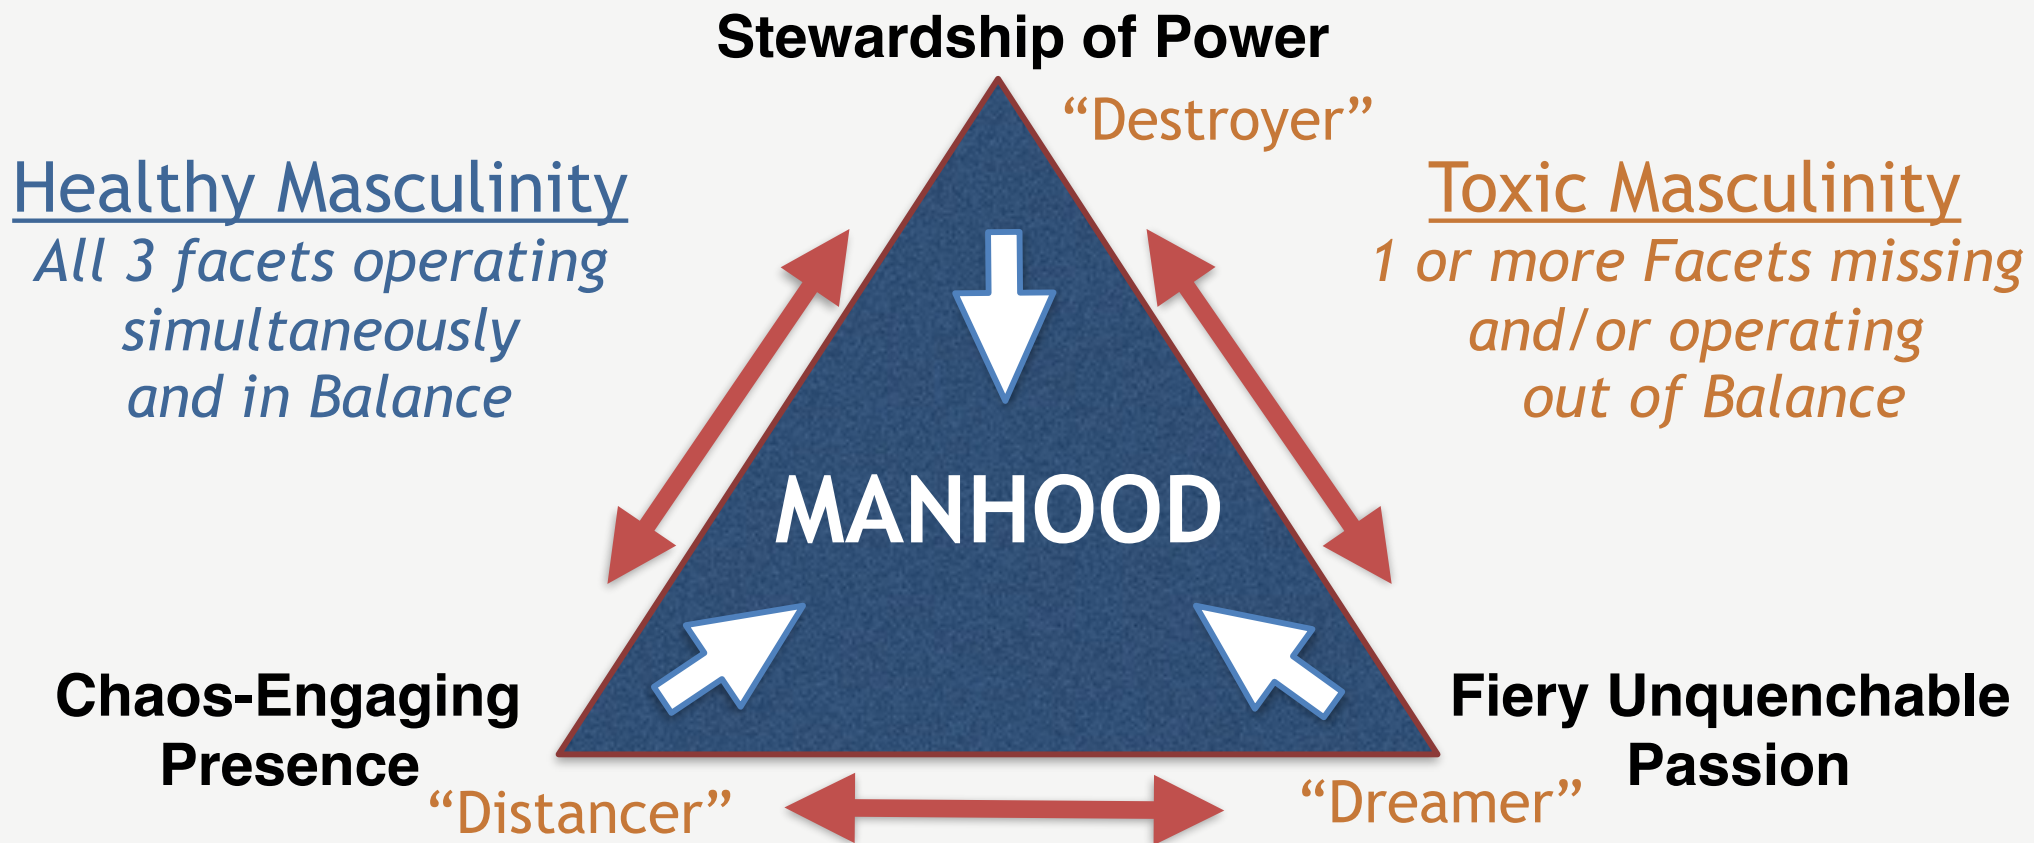 Stewardship of Power
“Destroyer”
Healthy Masculinity
All 3 facets operating
simultaneously
and in Balance
Toxic Masculinity
1 or more Facets missing
and/or operating
out of Balance
MANHOOD
Chaos-Engaging
Presence
“Distancer”
Fiery Unquenchable
Passion
“Dreamer”